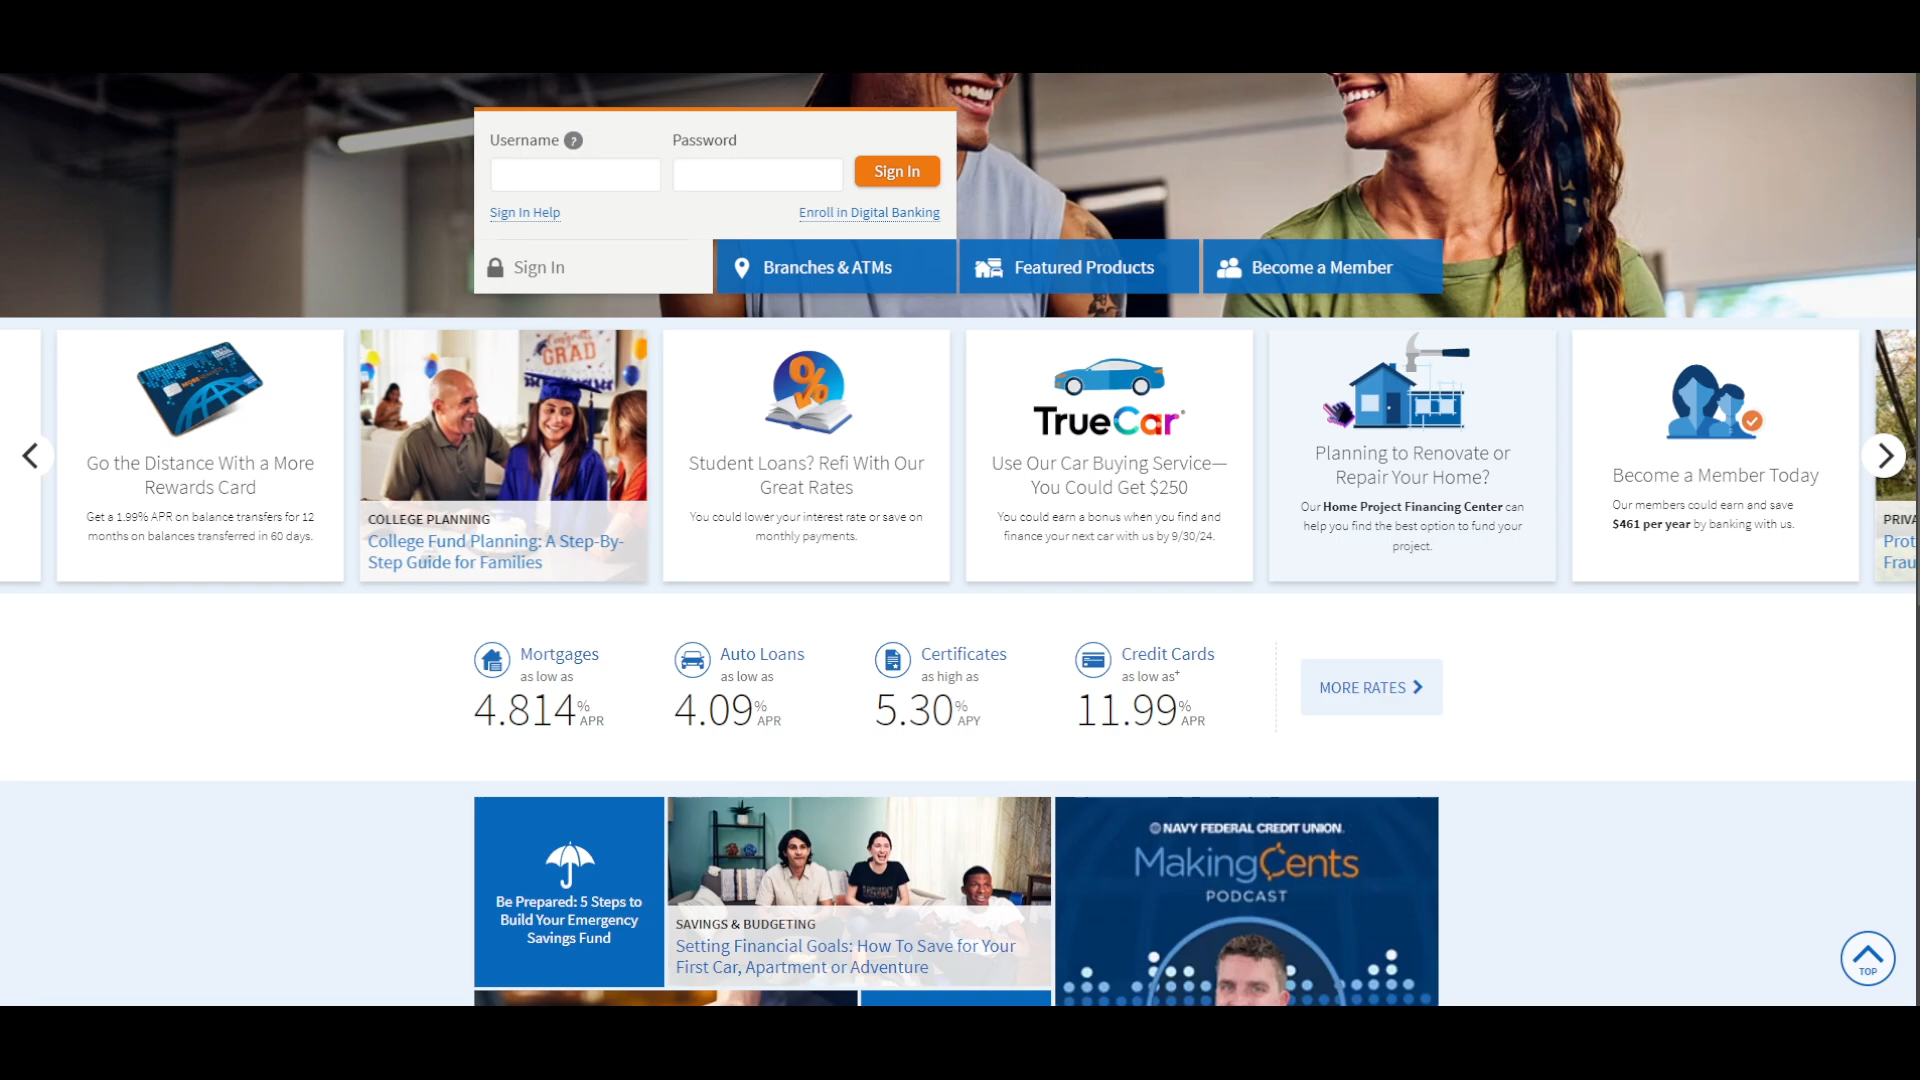 Username ?
Password
Sign In
Sign In Help
Enroll in Digital Banking
Sign In
Branches & ATMs
Featured Products
Become a Member
Go the Distance With a More
Rewards Card
Get a 1.99% APR on balance transfers for 12
months on balances transferred in 60 days.
Congrats
GRAD
COLLEGE PLANNING
College Fund Planning: A Step-By-
Step Guide for Families
%
Student Loans? Refi With Our
Great Rates
You could lower your interest rate or save on
monthly payments.
TrueCar
Use Our Car Buying Service—
You Could Get $250
You could earn a bonus when you find and
finance your next car with us by 9/30/24.
Planning to Renovate or
Repair Your Home?
Our Home Project Financing Center can
help you find the best option to fund your
project.
Become a Member Today
Our members could earn and save
$461 per year by banking with us.
PRIVA
Prot
Frau
Mortgages
as low as
4.814% APR
Auto Loans
as low as
4.09% APR
Certificates
as high as
5.30% APY
Credit Cards
as low as+
11.99% APR
MORE RATES
Be Prepared: 5 Steps to
Build Your Emergency
Savings Fund
SAVINGS & BUDGETING
Setting Financial Goals: How To Save for Your
First Car, Apartment or Adventure
NAVY FEDERAL CREDIT UNION.
MakingCents
PODCAST
TOP